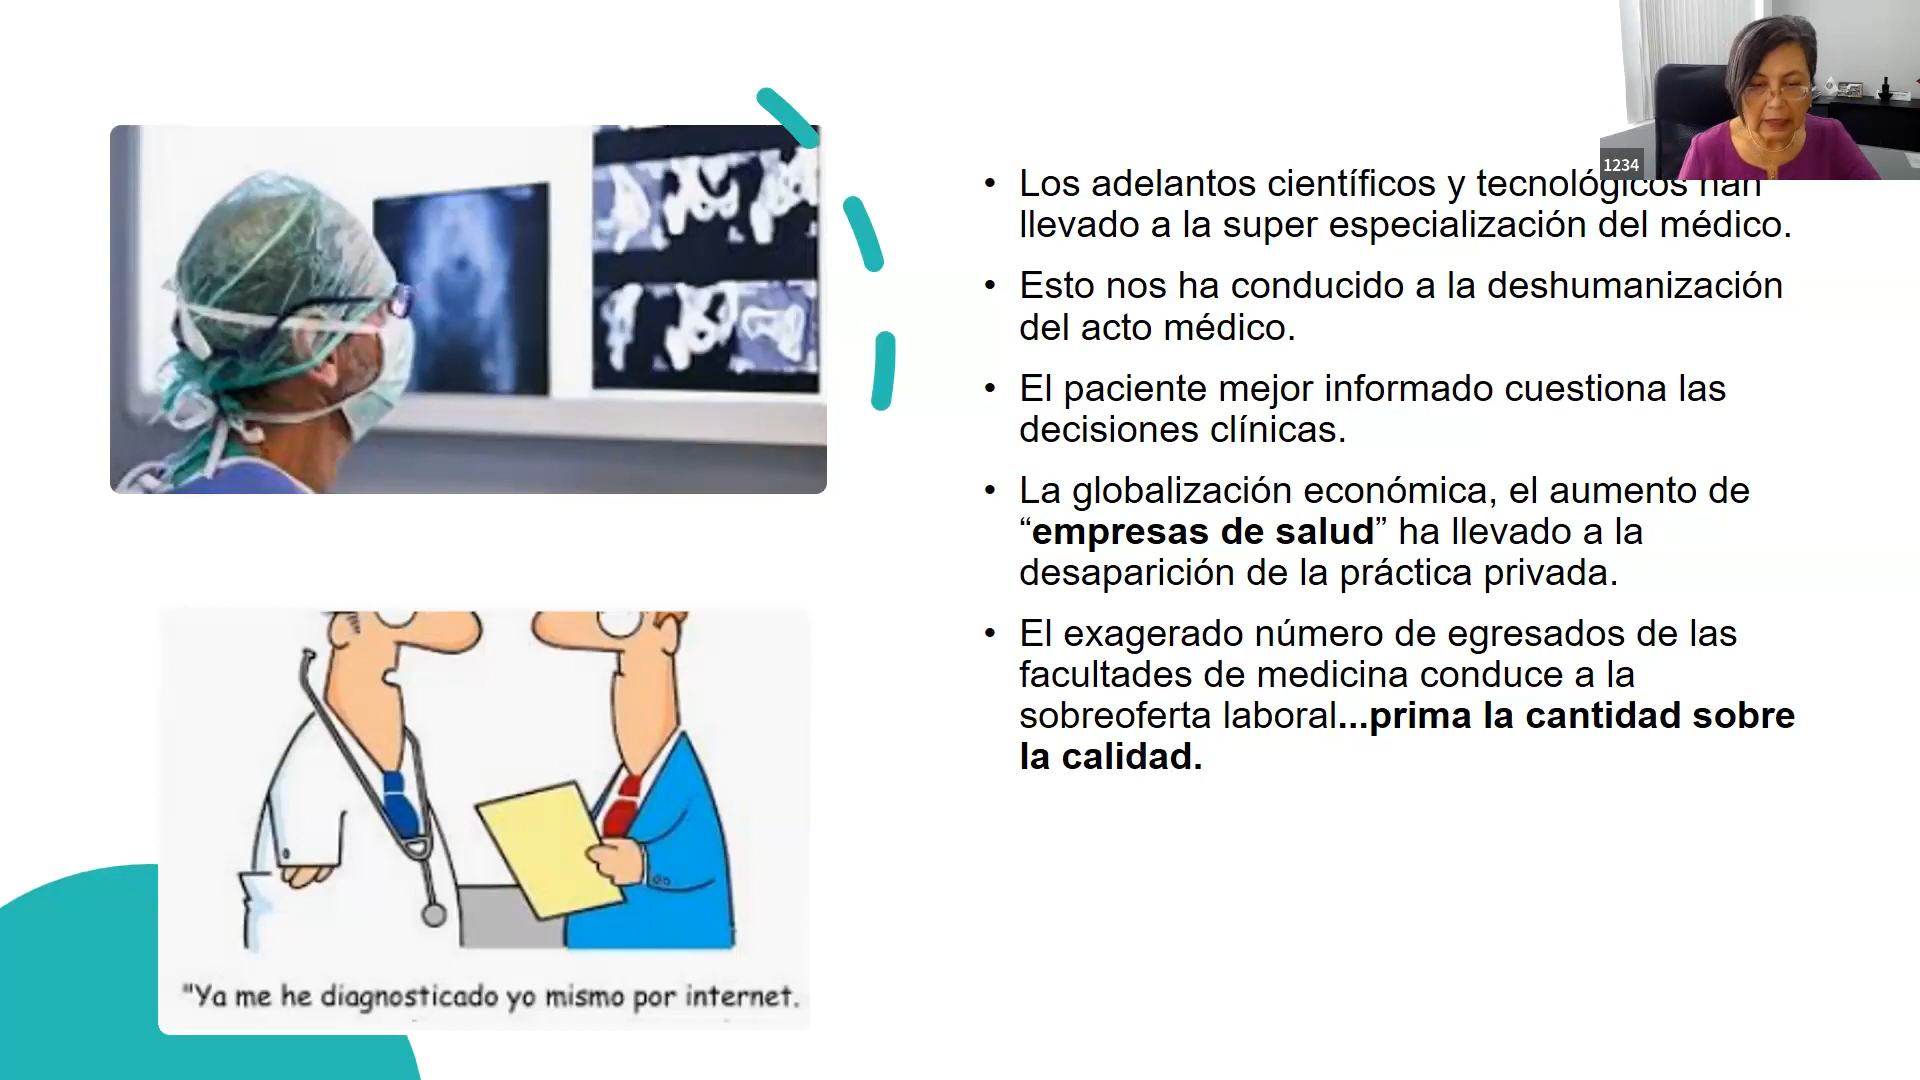 1234
• Los adelantos científicos y tecnológicos han
llevado a la super especialización del médico.
• Esto nos ha conducido a la deshumanización
del acto médico.
• El paciente mejor informado cuestiona las
decisiones clínicas.
• La globalización económica, el aumento de
“empresas de salud” ha llevado a la
desaparición de la práctica privada.
• El exagerado número de egresados de las
facultades de medicina conduce a la
sobreoferta laboral...prima la cantidad sobre
la calidad.
"Ya me he diagnosticado yo mismo por internet.